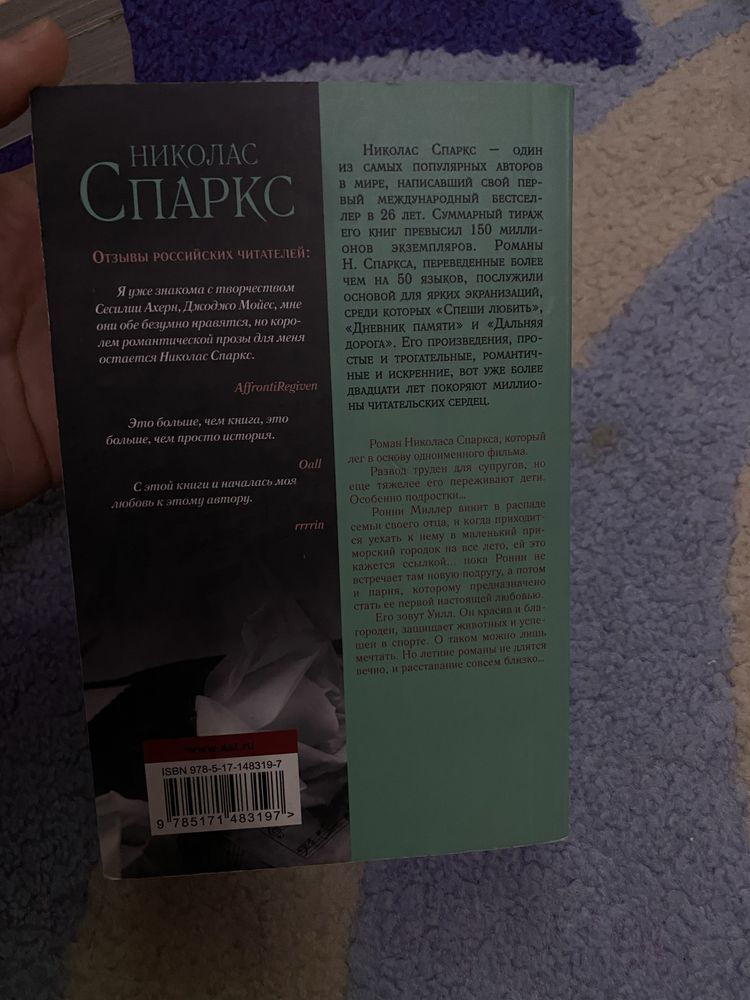 НИКОЛАС
СПАРКС
ОТЗЫВЫ РОССИЙСКИХ ЧИТАТЕЛЕЙ:
Я уже знакома с творчеством
Сесилии Ахерн, Джоджо Мойес, мне
они обе безумно нравятся, но коро-
лем романтической прозы для меня
остается Николас Спаркс.
AffrontiRegiven
Это больше, чем книга, это
больше, чем просто история.
Oall
С этой книги и началась моя
любовь к этому автору.
rrrrin
www.ast.ru
ISBN 978-5-17-148319-7
9 785171 483197 >
НИКОЛАС СПАРКС — ОДИН
ИЗ САМЫХ ПОПУЛЯРНЫХ АВТОРОВ
В МИРЕ, НАПИСАВШИЙ СВОЙ ПЕР-
ВЫЙ МЕЖДУНАРОДНЫЙ БЕСТСЕЛ-
ЛЕР В 26 ЛЕТ. СУММАРНЫЙ ТИРАЖ
ЕГО КНИГ ПРЕВЫСИЛ 150 МИЛЛИ-
ОНОВ ЭКЗЕМПЛЯРОВ. РОМАНЫ
Н. СПАРКСА, ПЕРЕВЕДЕННЫЕ БОЛЕЕ
ЧЕМ НА 50 ЯЗЫКОВ, ПОСЛУЖИЛИ
ОСНОВОЙ ДЛЯ ЯРКИХ ЭКРАНИЗАЦИЙ,
СРЕДИ КОТОРЫХ «СПЕШИ ЛЮБИТЬ»,
«ДНЕВНИК ПАМЯТИ» И «ДАЛЬНЯЯ
ДОРОГА». ЕГО ПРОИЗВЕДЕНИЯ, ПРО-
СТЫЕ И ТРОГАТЕЛЬНЫЕ, РОМАНТИЧ-
НЫЕ И ИСКРЕННИЕ, ВОТ УЖЕ БОЛЕЕ
ДВАДЦАТИ ЛЕТ ПОКОРЯЮТ МИЛЛИО-
НЫ ЧИТАТЕЛЬСКИХ СЕРДЕЦ.
Роман Николаса Спаркса, который
лег в основу одноименного фильма.
Развод труден для супругов, но
еще тяжелее его переживают дети.
Особенно подростки...
Ронни Миллер винит в распаде
семьи своего отца, и когда приходит-
ся уехать к нему в маленький при-
морский городок на все лето, ей это
кажется ссылкой... пока Ронни не
встречает там новую подругу, а потом
и парня, которому предназначено
стать ее первой настоящей любовью.
Его зовут Уилл. Он красив и бла-
городен, защищает животных и успе-
шен в спорте. О таком можно лишь
мечтать. Но летние романы не длятся
вечно, и расставание совсем близко...